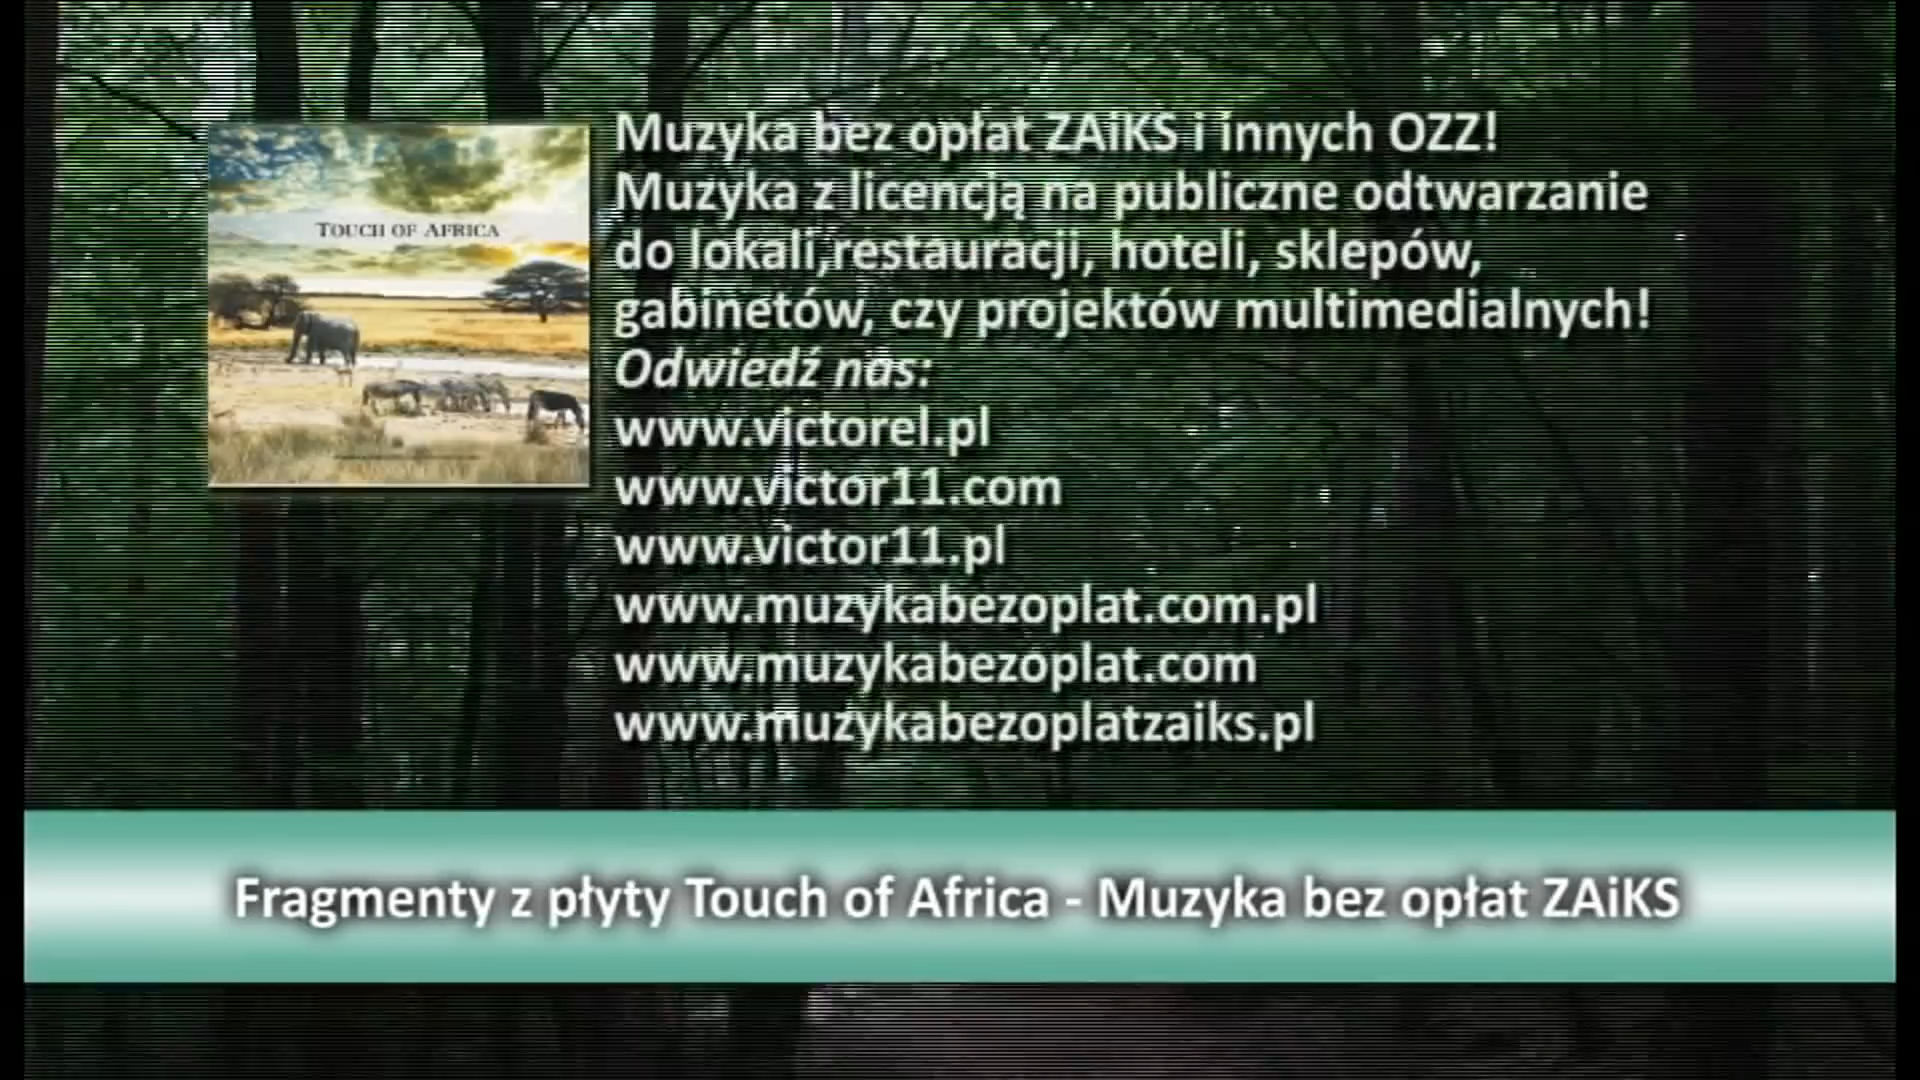 TOUCH OF AFRICA
Muzyka bez opłat ZAiKS i innych OZZ!
Muzyka z licencją na publiczne odtwarzanie
do lokali,restauracji, hoteli, sklepów,
gabinetów, czy projektów multimedialnych!
Odwiedź nas:
www.victorel.pl
www.victor11.com
www.victor11.pl
www.muzykabezoplat.com.pl
www.muzykabezoplat.com
www.muzykabezoplatzaiks.pl
Fragmenty z płyty Touch of Africa - Muzyka bez opłat ZAiKS